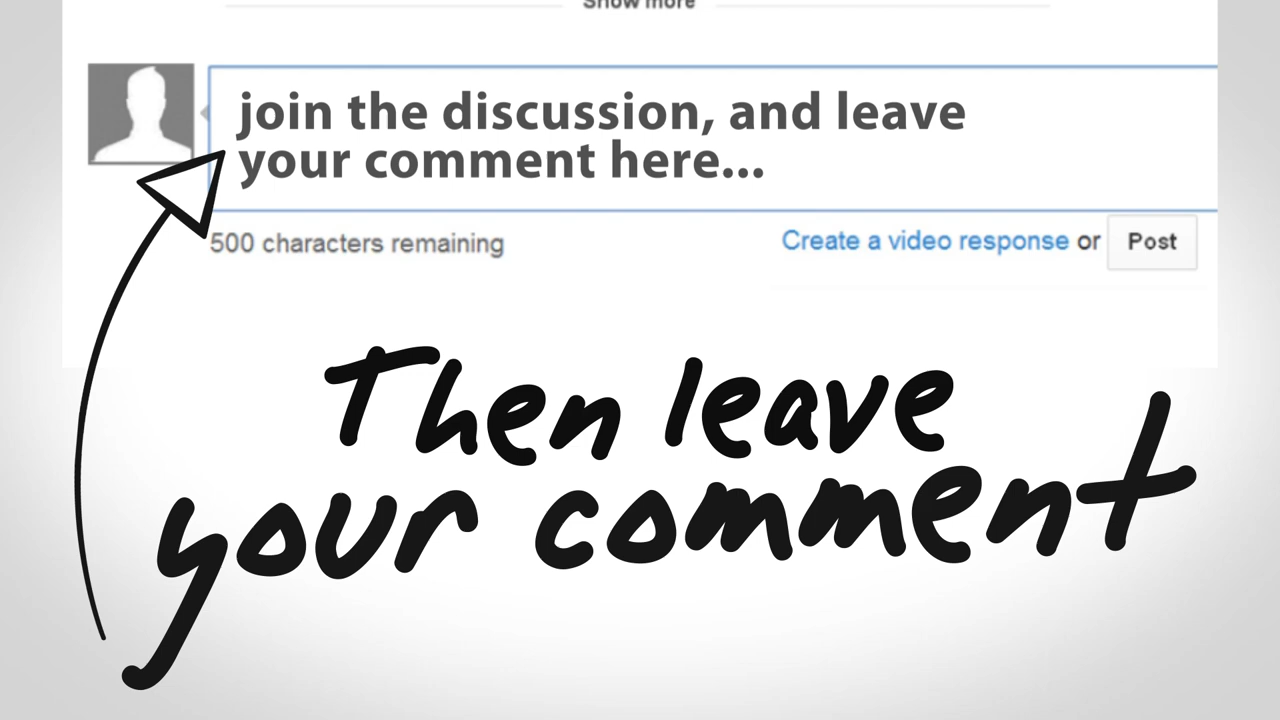 Show more
join the discussion, and leave
your comment here...
500 characters remaining
Create a video response or Post
Then leave
your comment